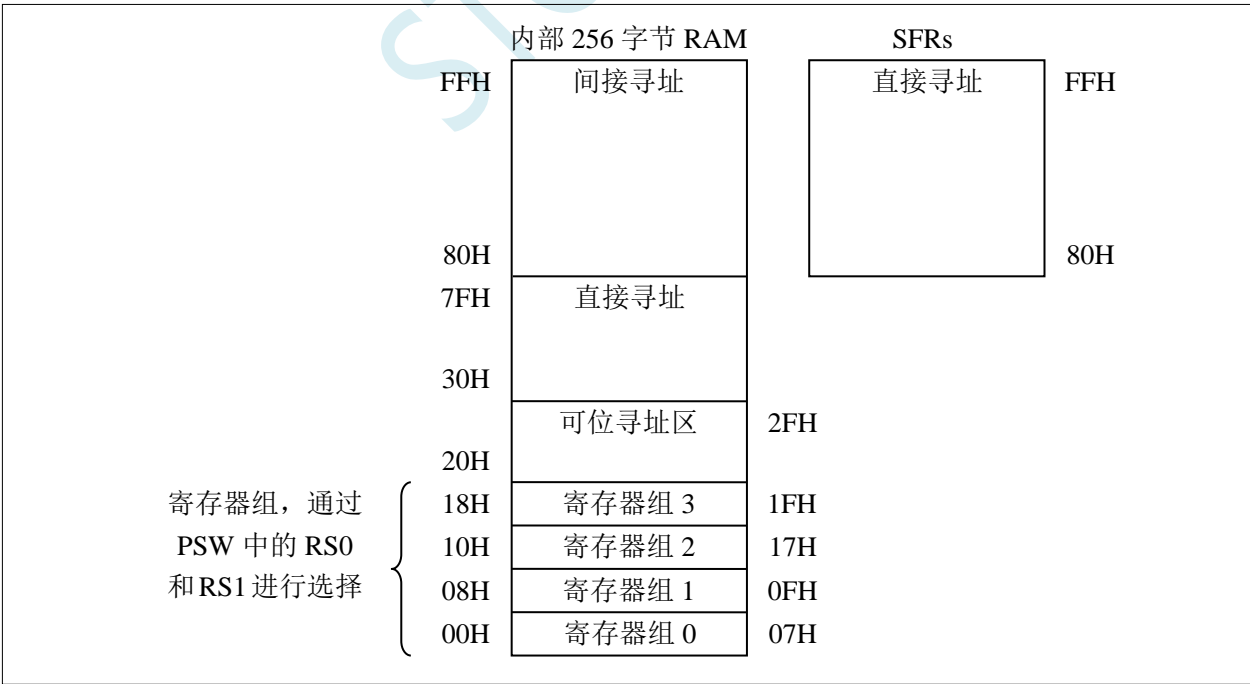 内部 256 字节 RAM SFRs
FFH 间接寻址 直接寻址 FFH
80H 80H
7FH 直接寻址
30H
可位寻址区 2FH
20H
寄存器组，通过 18H 寄存器组 3 1FH
PSW 中的 RS0 10H 寄存器组 2 17H
和RS1进行选择 08H 寄存器组 1 0FH
00H 寄存器组 0 07H